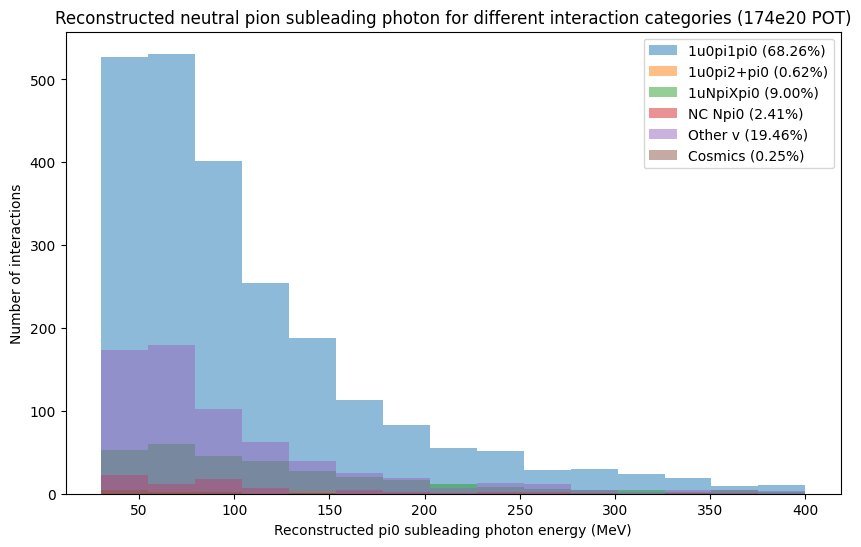 Reconstructed neutral pion subleading photon for different interaction categories (174e20 POT)
1u0pi1pi0 (68.26%)
1u0pi2+pi0 (0.62%)
1uNpiXpi0 (9.00%)
NC Npi0 (2.41%)
Other v (19.46%)
Cosmics (0.25%)
Number of interactions
500
400
300
200
100
0
50
100
150
200
250
300
350
400
Reconstructed pi0 subleading photon energy (MeV)